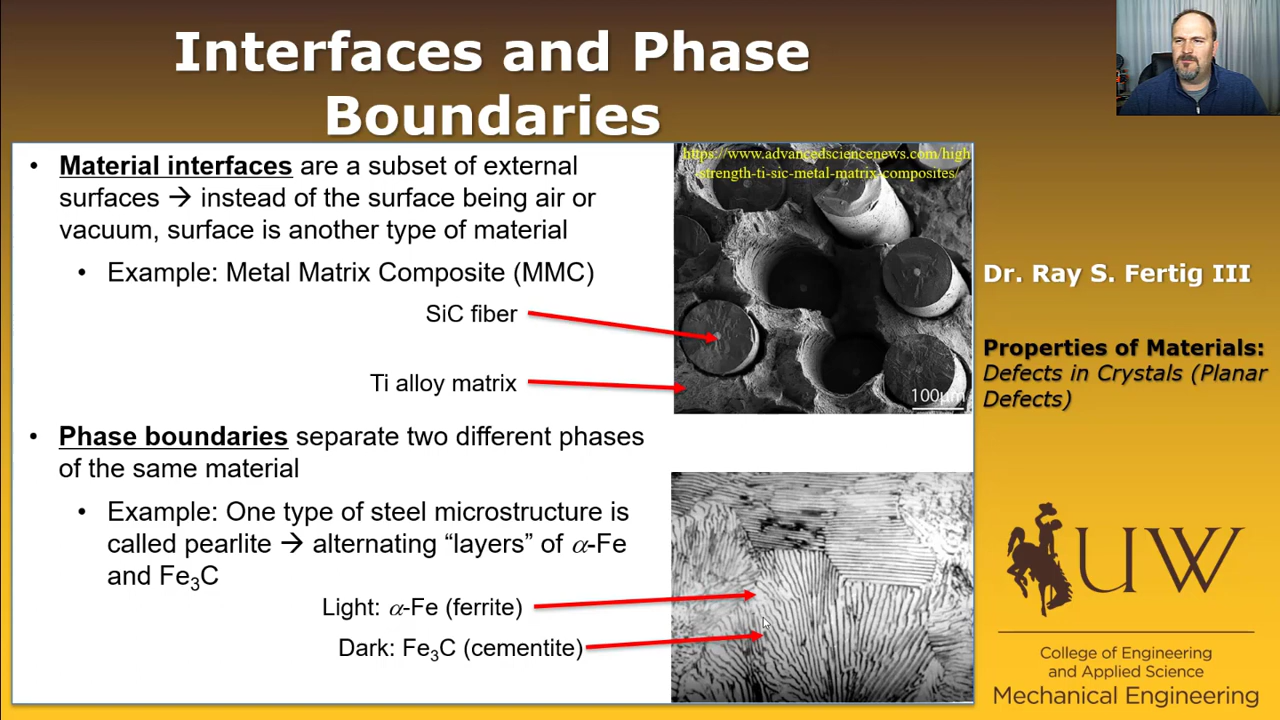 Interfaces and Phase
Boundaries
• Material interfaces are a subset of external
surfaces → instead of the surface being air or
vacuum, surface is another type of material
• Example: Metal Matrix Composite (MMC)
SiC fiber
Ti alloy matrix
• Phase boundaries separate two different phases
of the same material
• Example: One type of steel microstructure is
called pearlite → alternating “layers” of α-Fe
and Fe₃C
Light: α-Fe (ferrite)
Dark: Fe₃C (cementite)
https://www.advancedsciencenews.com/high
strength-ti-sic-metal-matrix-composites/
100μm
Dr. Ray S. Fertig III
Properties of Materials:
Defects in Crystals (Planar
Defects)
UW
College of Engineering
and Applied Science
Mechanical Engineering